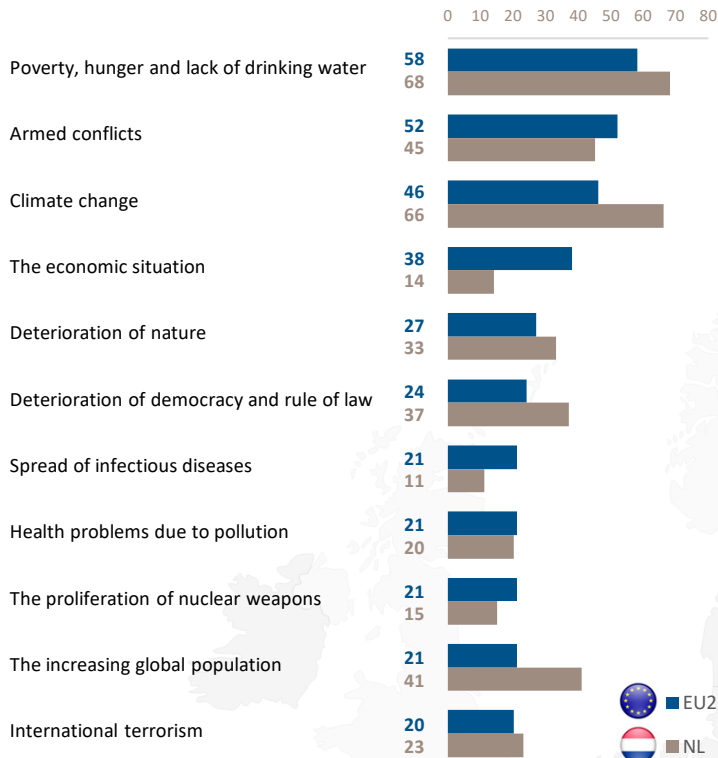 0 10 20 30 40 50 60 70 80
Poverty, hunger and lack of drinking water
58
68
Armed conflicts
52
45
Climate change
46
66
The economic situation
38
14
Deterioration of nature
27
33
Deterioration of democracy and rule of law
24
37
Spread of infectious diseases
21
11
Health problems due to pollution
21
20
The proliferation of nuclear weapons
21
15
The increasing global population
21
41
International terrorism
20
23
EU2
NL